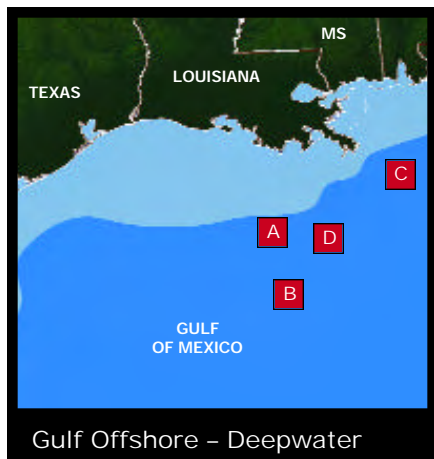 MS
LOUISIANA
TEXAS
C
A
D
B
GULF
OF MEXICO
Gulf Offshore – Deepwater